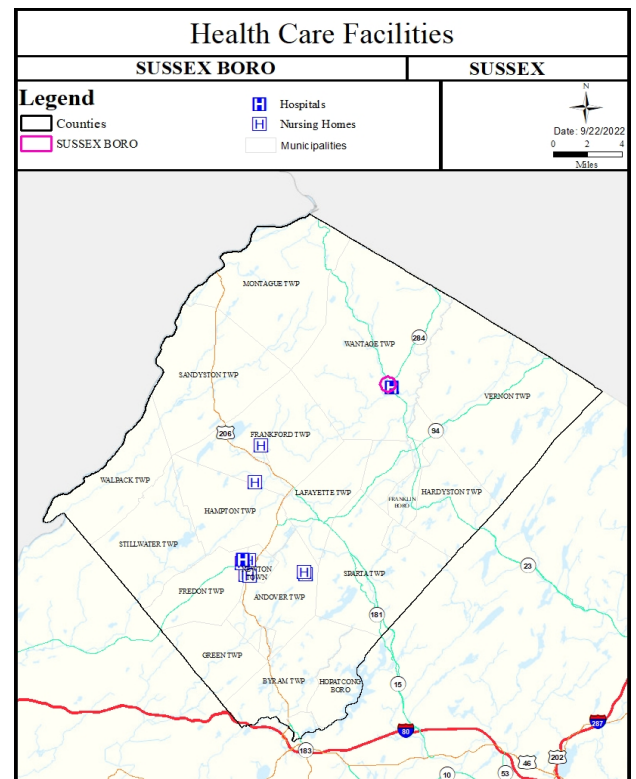 Health Care Facilities
SUSSEX BORO
SUSSEX
Legend
Counties
SUSSEX BORO
Hospitals
Nursing Homes
Municipalities
N
Date: 9/22/2022
0 2 4
Miles
MONTAGUE TWP
WANTAGE TWP
284
SANDYSTON TWP
VERNON TWP
206
FRANKFORD TWP
94
WALPACK TWP
LAFAYETTE TWP
HARDYSTON TWP
FRANKLIN
BORO
HAMPTON TWP
STILLWATER TWP
23
NEWTON
TOWN
SPARTA TWP
FREDON TWP
ANDOVER TWP
181
GREEN TWP
BYRAM TWP
HOPATCONG
BORO
15
80
287
183
46
202
10
53